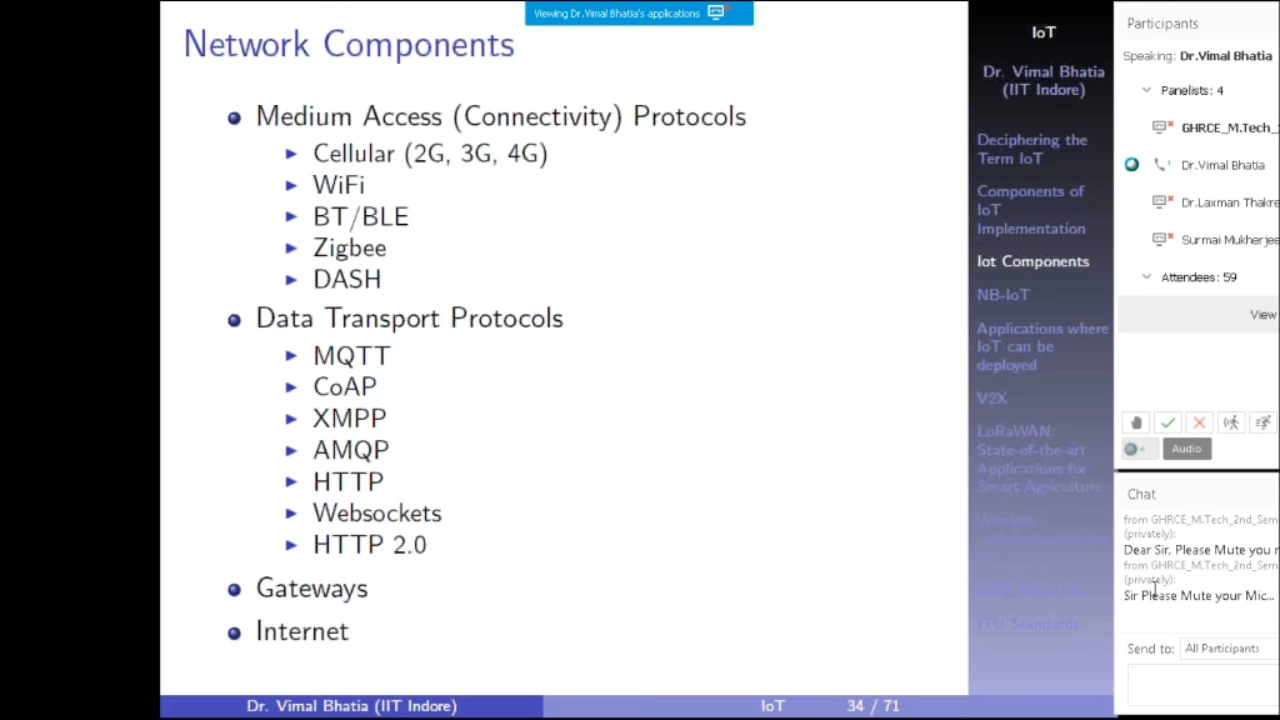 Viewing Dr.Vimal Bhatia's applications
Network Components
Medium Access (Connectivity) Protocols
Cellular (2G, 3G, 4G)
WiFi
BT/BLE
Zigbee
DASH
Data Transport Protocols
MQTT
CoAP
XMPP
AMQP
HTTP
Websockets
HTTP 2.0
Gateways
Internet
Dr. Vimal Bhatia (IIT Indore)
IoT
34 / 71
IoT
Dr. Vimal Bhatia
(IIT Indore)
Deciphering the
Term IoT
Components of
IoT
Implementation
Iot Components
NB-IoT
Applications where
IoT can be
deployed
V2X
LoRaWAN:
State-of-the-art
Applications for
Smart Agriculture
ITU Standards
Participants
Speaking: Dr.Vimal Bhatia
Panelists: 4
GHRCE_M.Tech_
Dr.Vimal Bhatia
Dr.Laxman Thakre
Surmai Mukherjee
Attendees: 59
View
Audio
Chat
from GHRCE_M.Tech_2nd_Sem
(privately):
Dear Sir, Please Mute you
from GHRCE_M.Tech_2nd_Sem
(privately):
Sir Please Mute your Mic...
Send to: All Participants